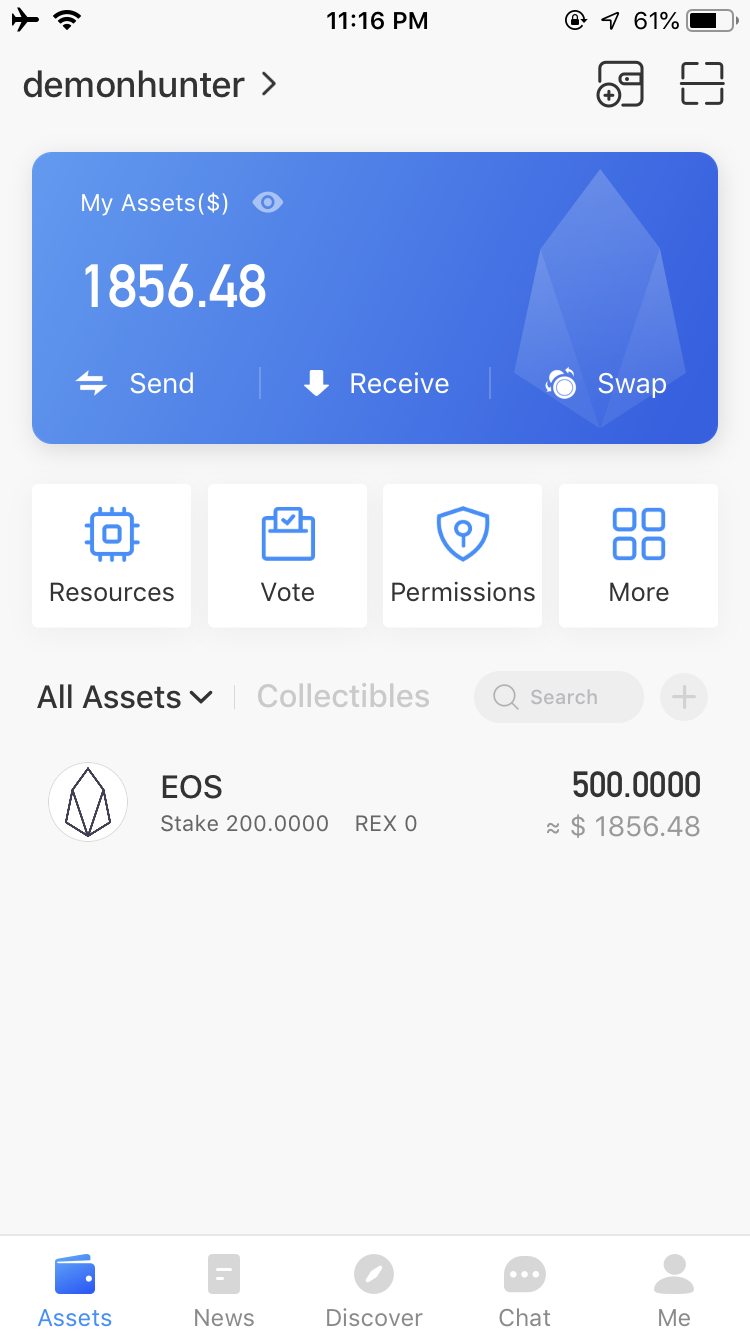 11:16 PM 61%
demonhunter
My Assets($)
1856.48
Send Receive Swap
Resources Vote Permissions More
All Assets Collectibles Search
EOS 500.0000
Stake 200.0000 REX 0 ≈ $ 1856.48
Assets News Discover Chat Me